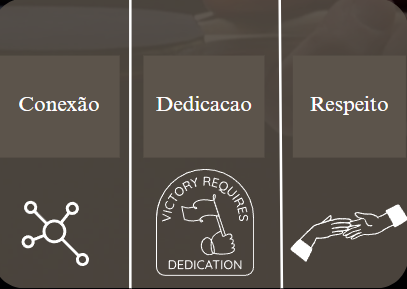 Conexão
Dedicacao
Respeito
VICTORY REQUIRES
DEDICATION